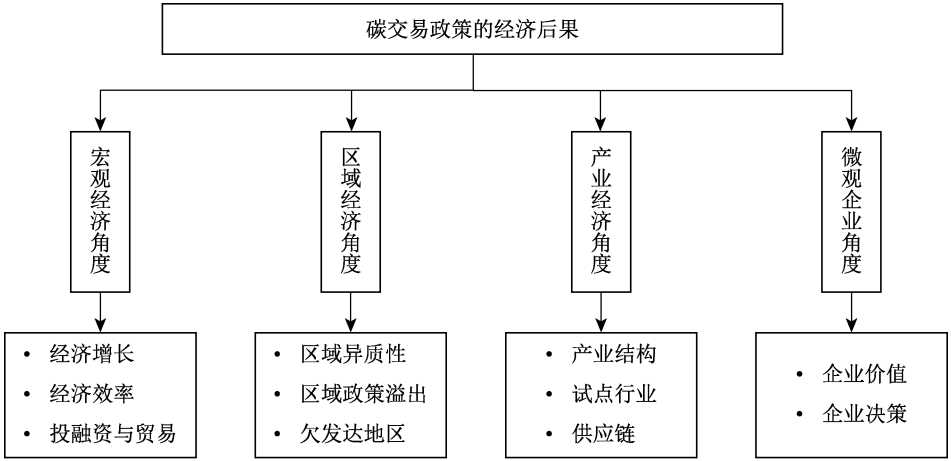 碳交易政策的经济后果
宏观经济角度
区域经济角度
产业经济角度
微观企业角度
• 经济增长
• 经济效率
• 投融资与贸易
• 区域异质性
• 区域政策溢出
• 欠发达地区
• 产业结构
• 试点行业
• 供应链
• 企业价值
• 企业决策